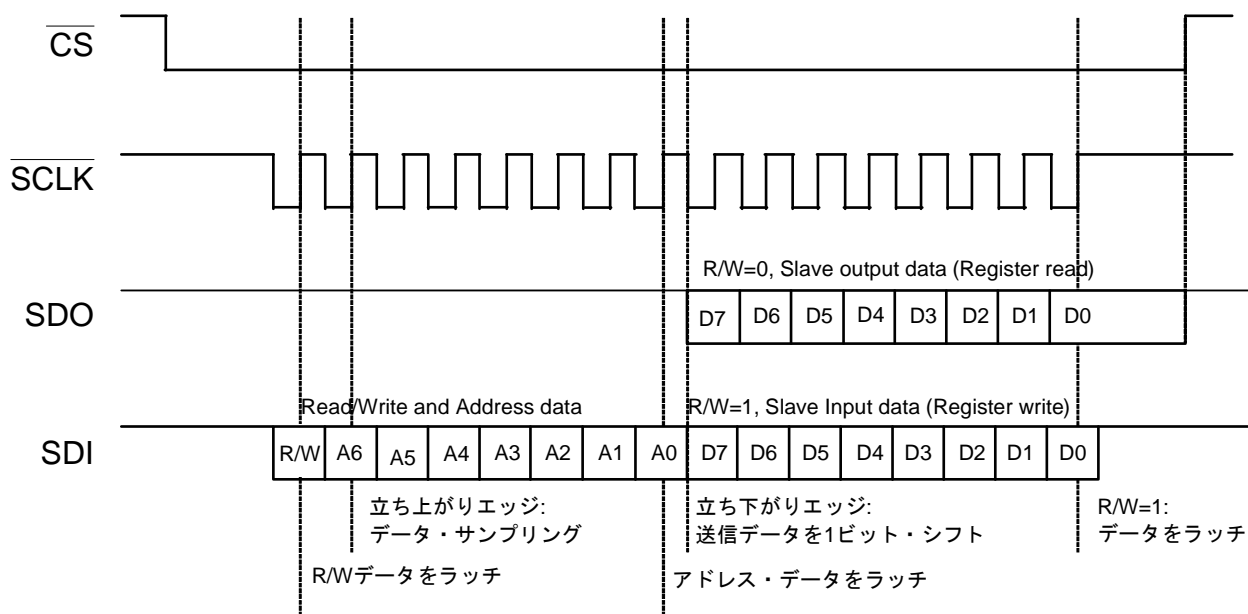 CS
SCLK
R/W=0, Slave output data (Register read)
SDO
D7 D6 D5 D4 D3 D2 D1 D0
Read/Write and Address data
R/W=1, Slave Input data (Register write)
SDI
R/W A6 A5 A4 A3 A2 A1 A0 D7 D6 D5 D4 D3 D2 D1 D0
立ち上がりエッジ:
データ・サンプリング
立ち下がりエッジ:
送信データを1ビット・シフト
R/W=1:
データをラッチ
R/Wデータをラッチ
アドレス・データをラッチ